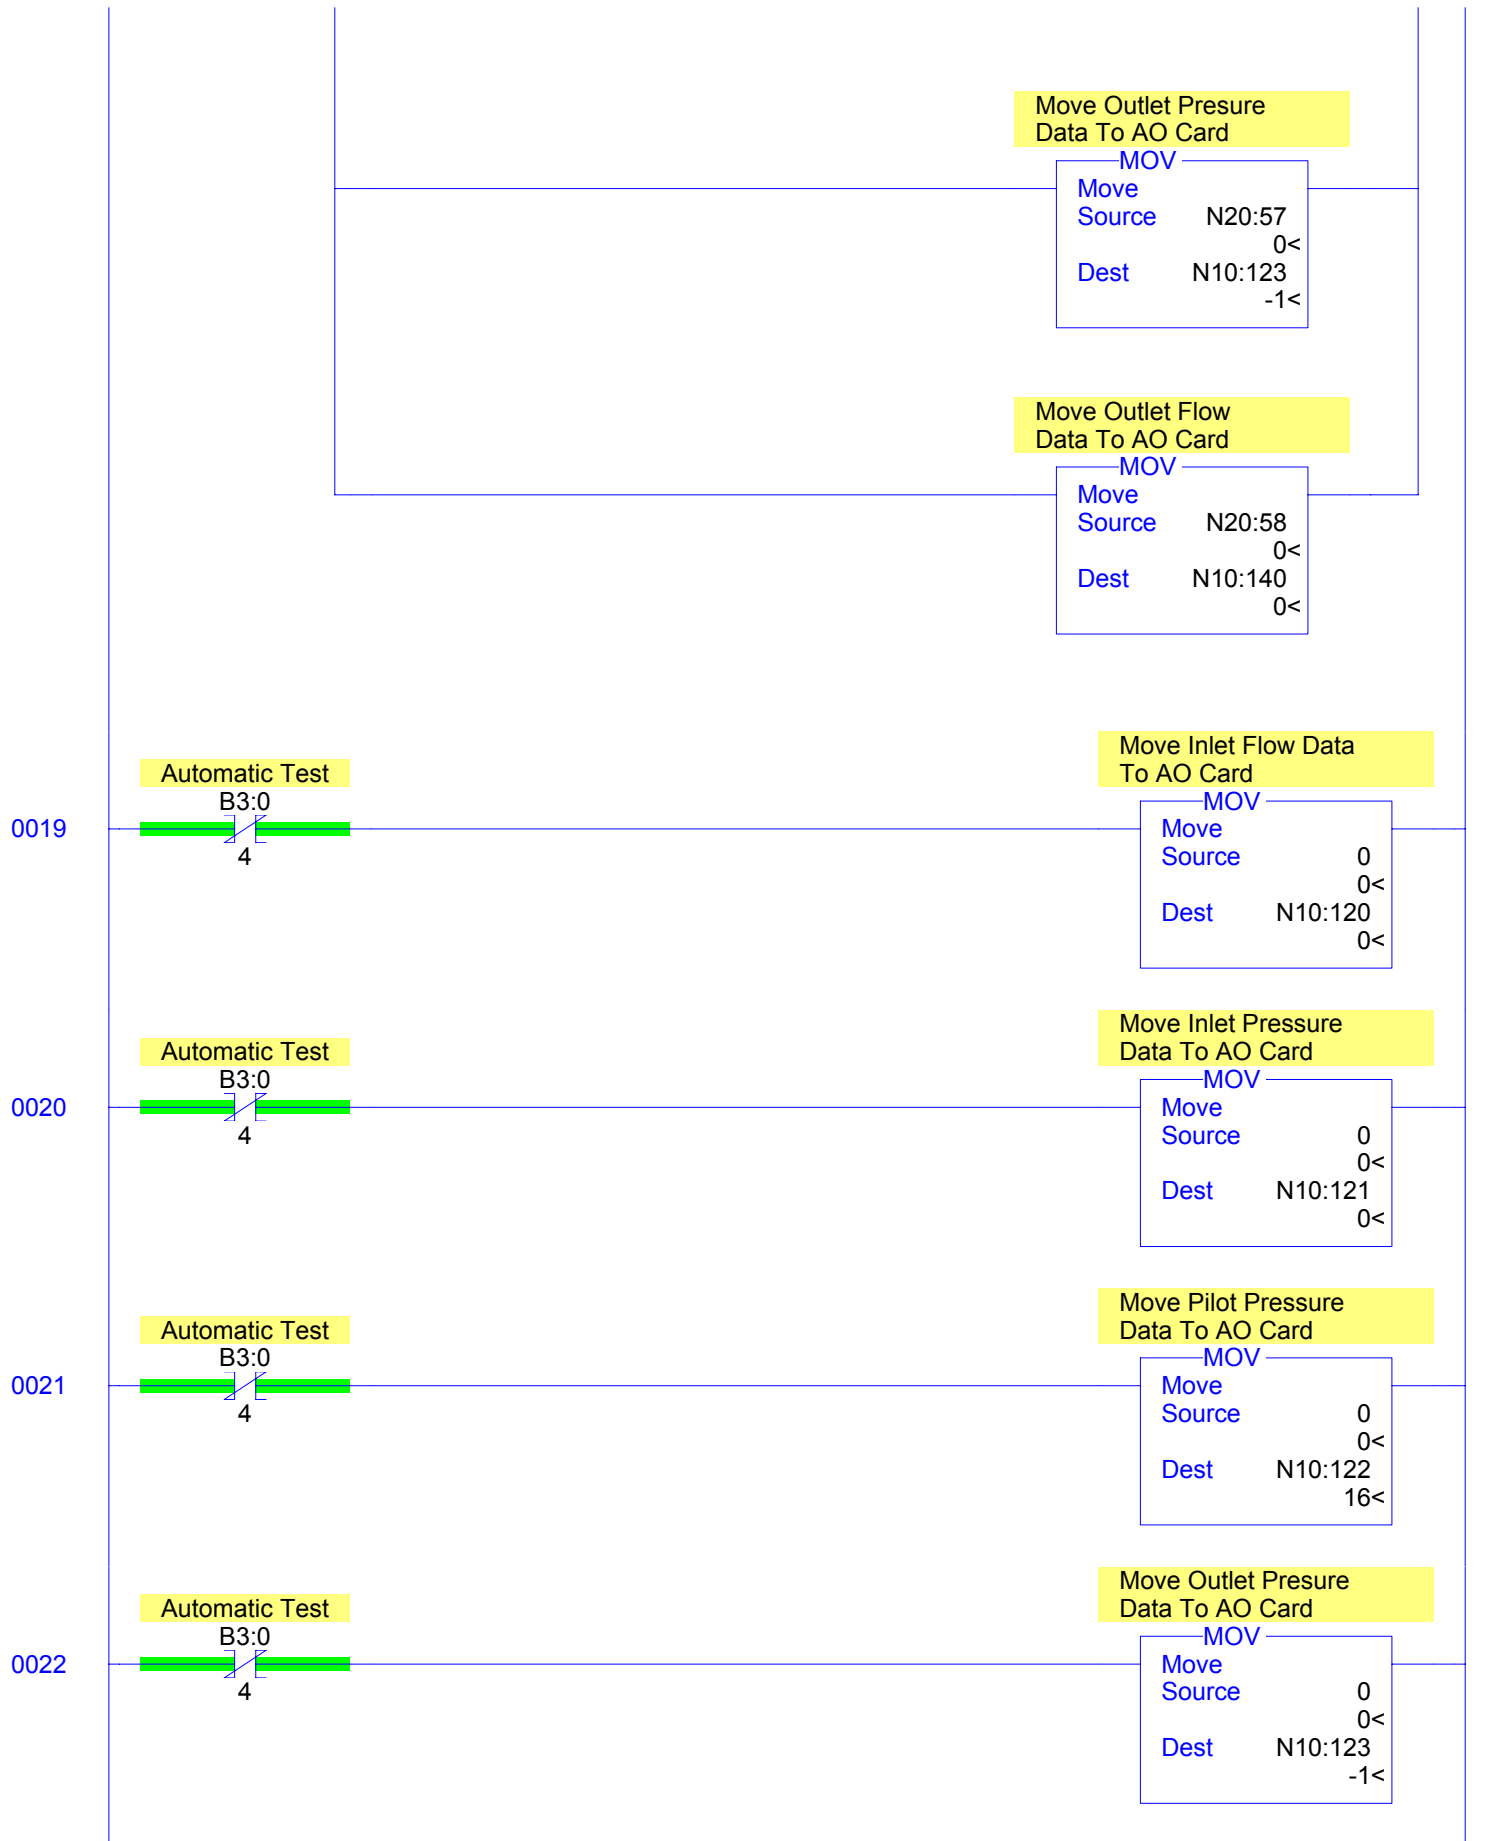 Move Outlet Presure
Data To AO Card
MOV
Move
Source N20:57
0<
Dest N10:123
-1<
Move Outlet Flow
Data To AO Card
MOV
Move
Source N20:58
0<
Dest N10:140
0<
0019
Automatic Test
B3:0
4
Move Inlet Flow Data
To AO Card
MOV
Move
Source 0
0<
Dest N10:120
0<
0020
Automatic Test
B3:0
4
Move Inlet Pressure
Data To AO Card
MOV
Move
Source 0
0<
Dest N10:121
0<
0021
Automatic Test
B3:0
4
Move Pilot Pressure
Data To AO Card
MOV
Move
Source 0
0<
Dest N10:122
16<
0022
Automatic Test
B3:0
4
Move Outlet Presure
Data To AO Card
MOV
Move
Source 0
0<
Dest N10:123
-1<